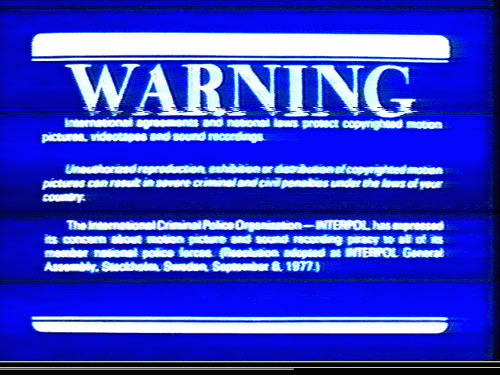 WARNING
International agreements and national laws protect copyrighted motion
pictures, videotapes and sound recordings.
Unauthorized reproduction, exhibition or distribution of copyrighted motion
pictures can result in severe criminal and civil penalties under the laws of your
country.
The International Criminal Police Organization — INTERPOL, has expressed
its concern about motion picture and sound recording piracy to all of its
member national police forces. (Resolution adopted at INTERPOL General
Assembly, Stockholm, Sweden, September 8, 1977.)